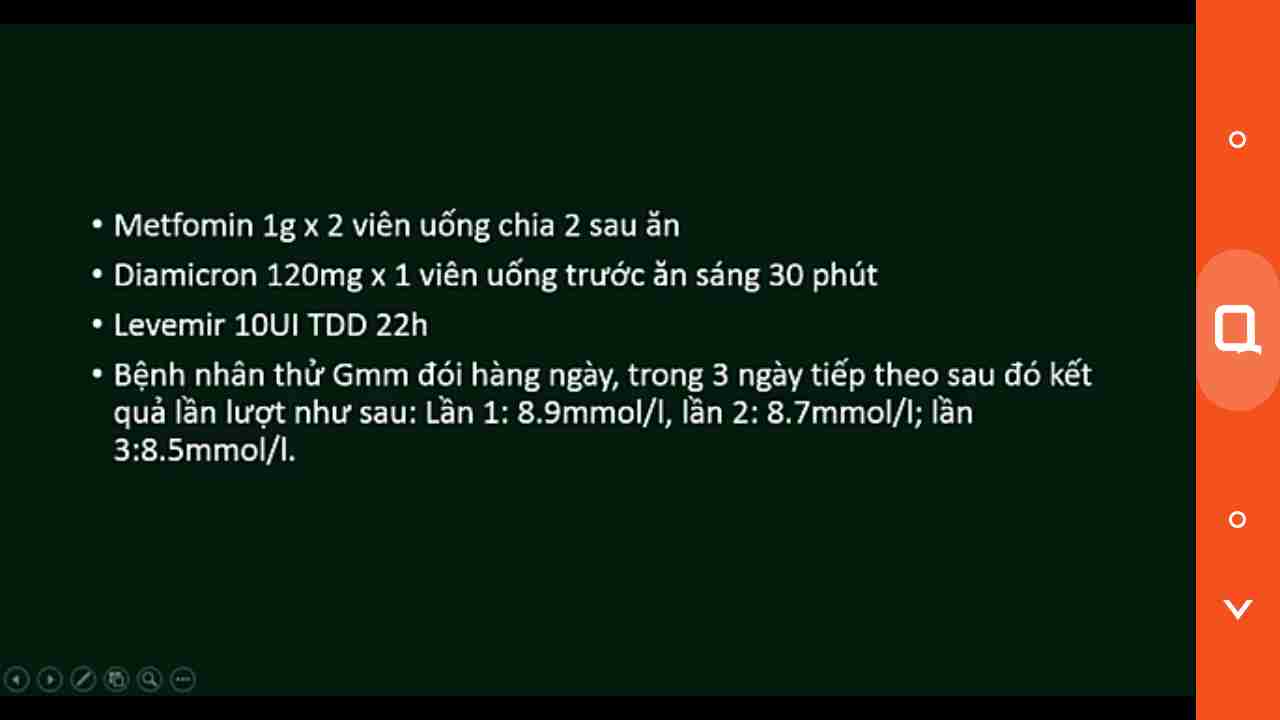 • Metfomin 1g x 2 viên uống chia 2 sau ăn
• Diamicron 120mg x 1 viên uống trước ăn sáng 30 phút
• Levemir 10UI TDD 22h
• Bệnh nhân thử Gmm đói hàng ngày, trong 3 ngày tiếp theo sau đó kết
quả lần lượt như sau: Lần 1: 8.9mmol/l, lần 2: 8.7mmol/l; lần
3:8.5mmol/l.